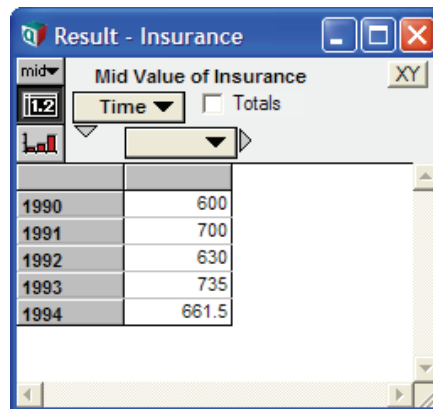 Result - Insurance
mid
Mid Value of Insurance
XY
1.2
Time
Totals
1990 600
1991 700
1992 630
1993 735
1994 661.5